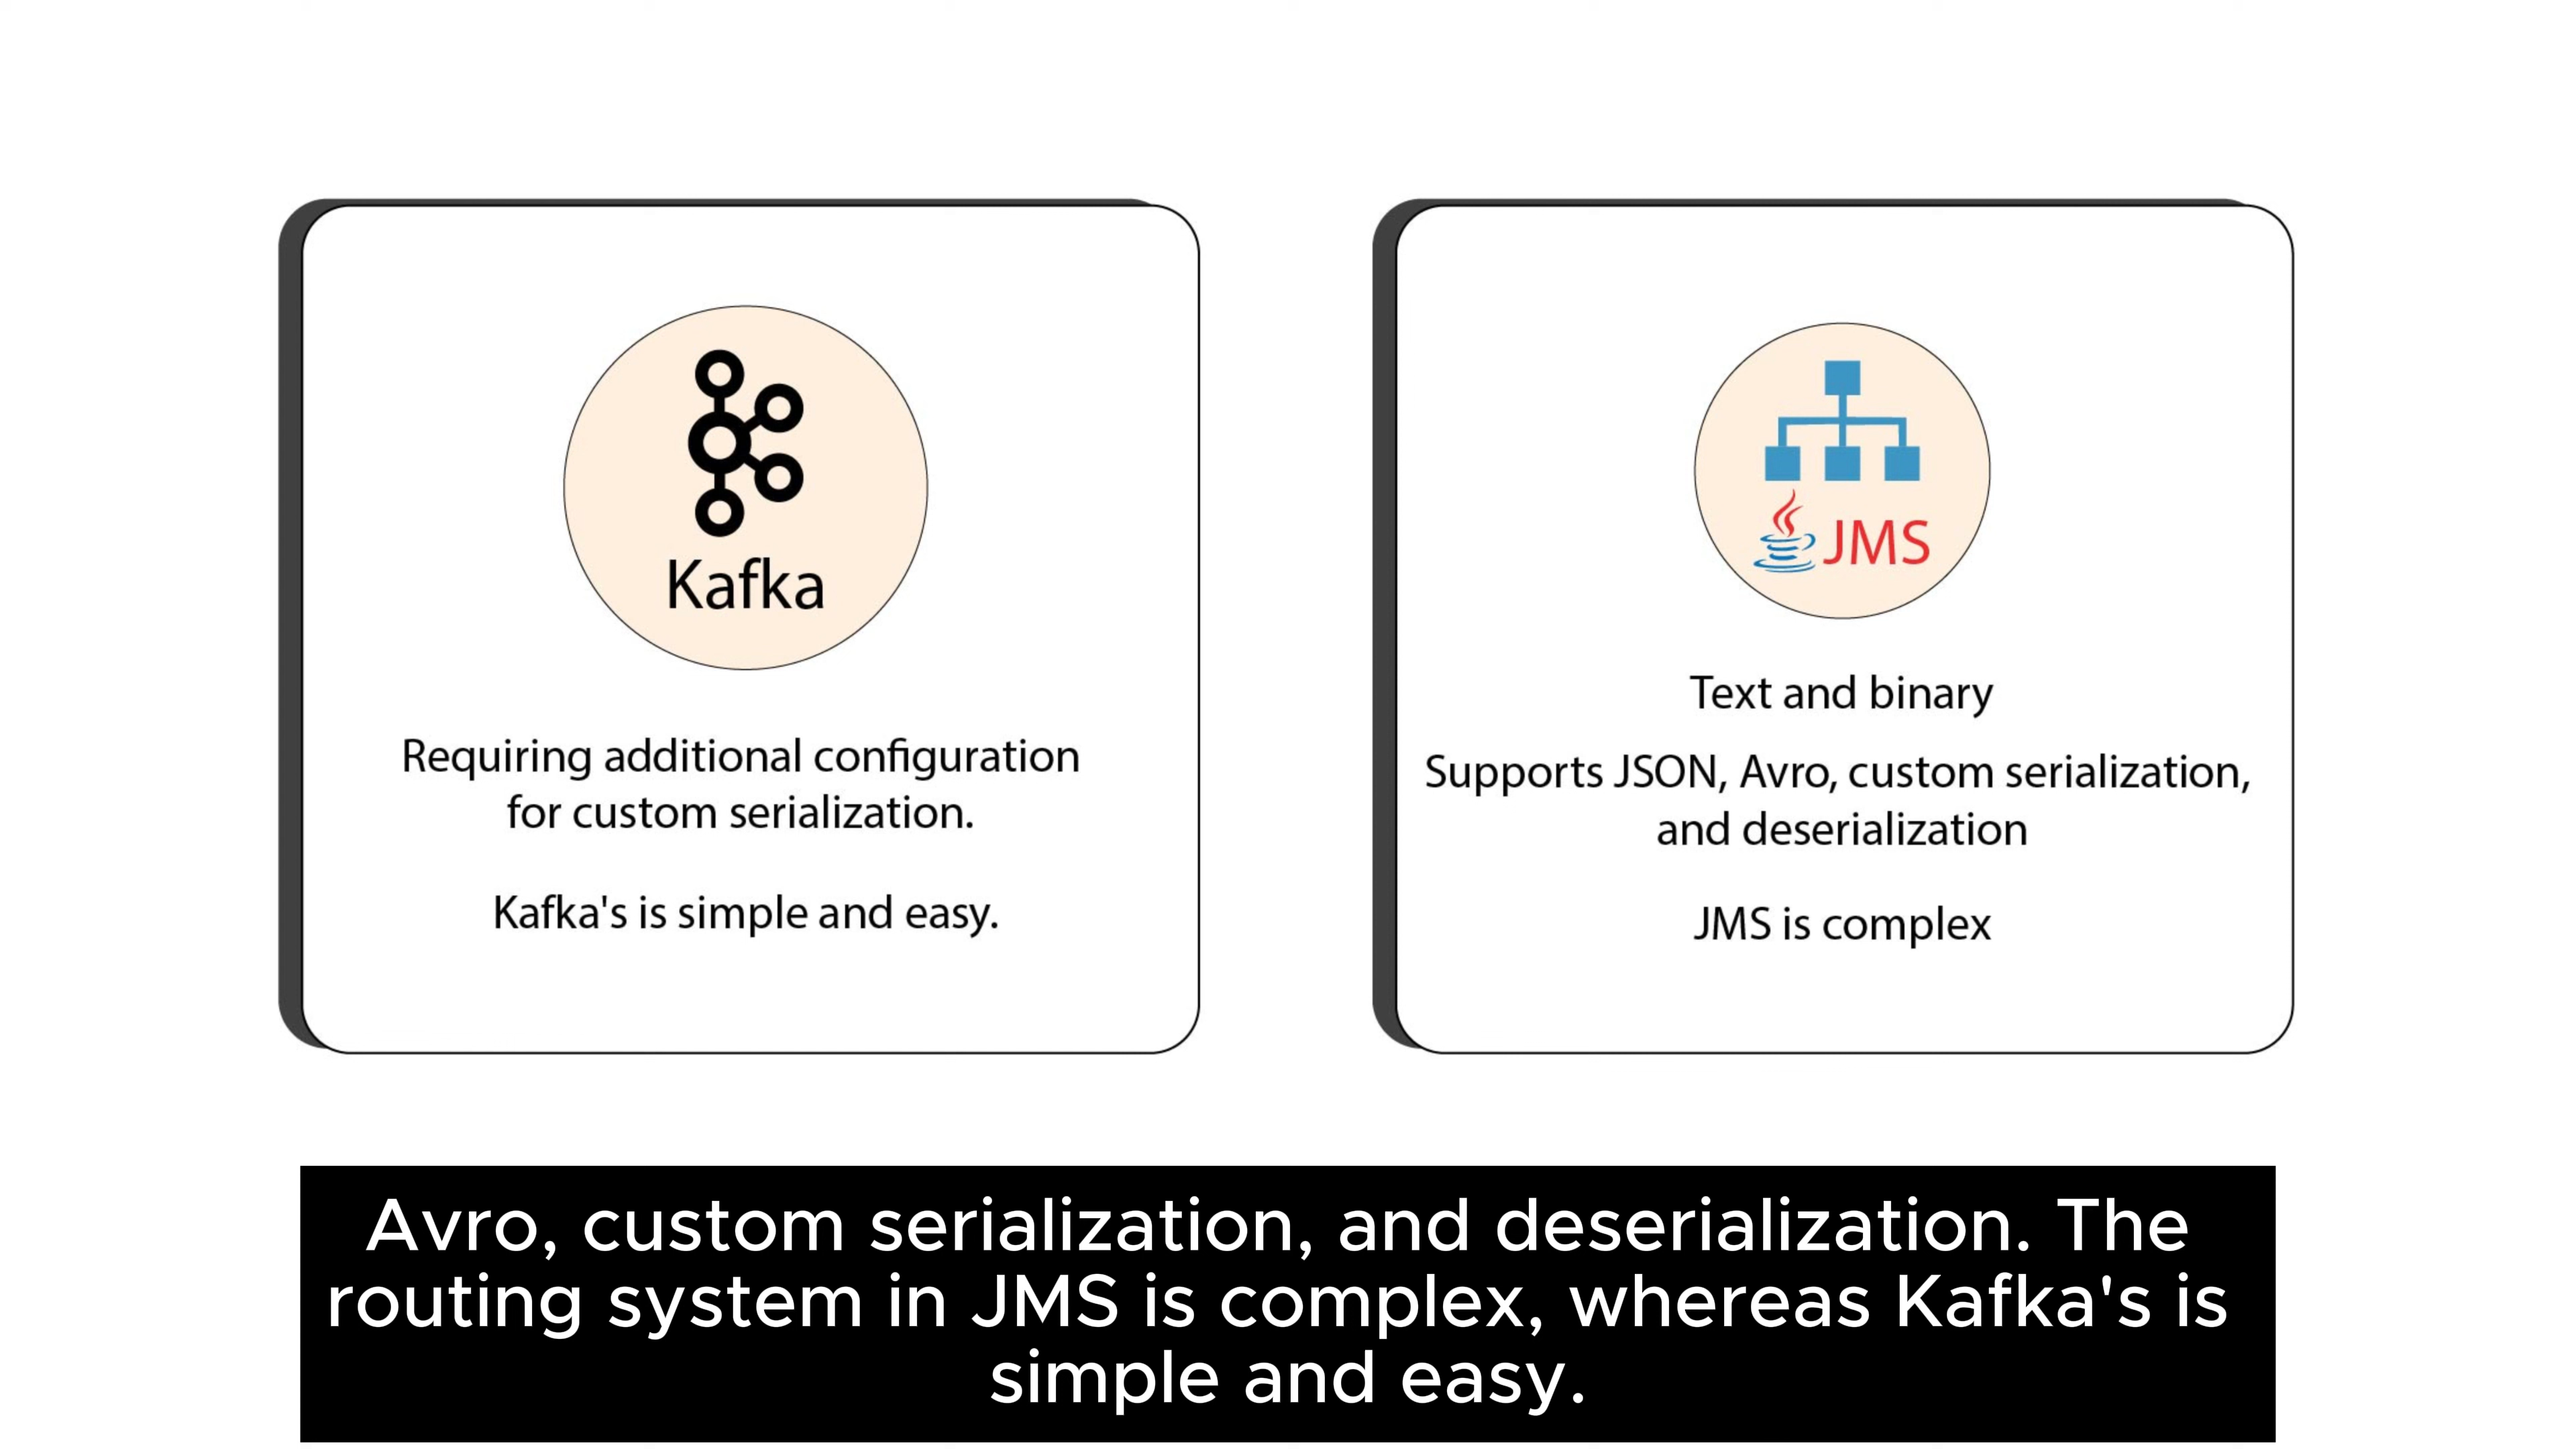 Kafka
Requiring additional configuration
for custom serialization.
Kafka's is simple and easy.
JMS
Text and binary
Supports JSON, Avro, custom serialization,
and deserialization
JMS is complex
Avro, custom serialization, and deserialization. The
routing system in JMS is complex, whereas Kafka's is
simple and easy.